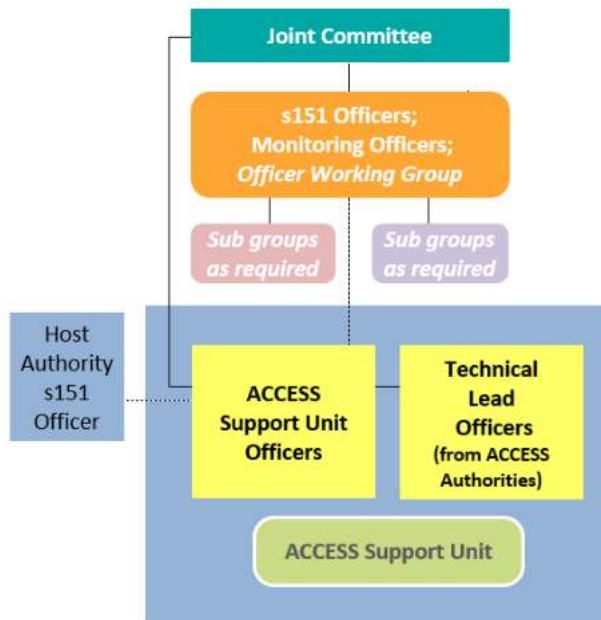 Joint Committee
s151 Officers;
Monitoring Officers;
Officer Working Group
Sub groups
as required
Sub groups
as required
Host
Authority
s151
Officer
ACCESS
Support Unit
Officers
Technical
Lead
Officers
(from ACCESS
Authorities)
ACCESS Support Unit